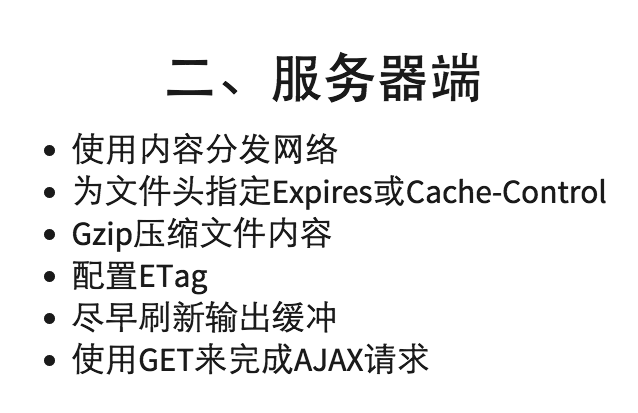 二、服务器端
• 使用内容分发网络
• 为文件头指定Expires或Cache-Control
• Gzip压缩文件内容
• 配置ETag
• 尽早刷新输出缓冲
• 使用GET来完成AJAX请求